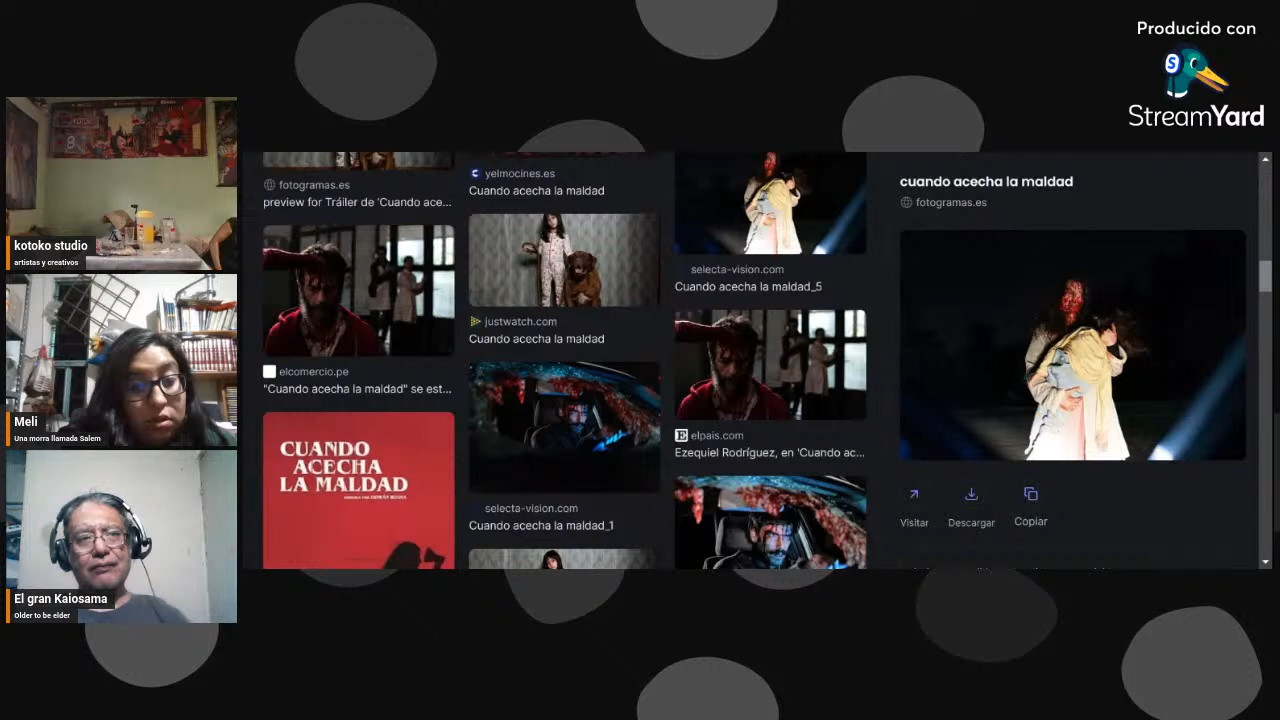 Producido con
StreamYard
kotoko studio
artistas y creativos
Meli
Una morra llamada Salem
El gran Kaiosama
Older to be elder
fotogramas.es
preview for Tráiler de 'Cuando ace...
elcomercio.pe
"Cuando acecha la maldad" se est...
CUANDO
ACECHA
LA MALDAD
yelmocines.es
Cuando acecha la maldad
justwatch.com
Cuando acecha la maldad
selecta-vision.com
Cuando acecha la maldad_1
selecta-vision.com
Cuando acecha la maldad_5
elpais.com
Ezequiel Rodríguez, en 'Cuando ac...
cuando acecha la maldad
fotogramas.es
Visitar
Descargar
Copiar